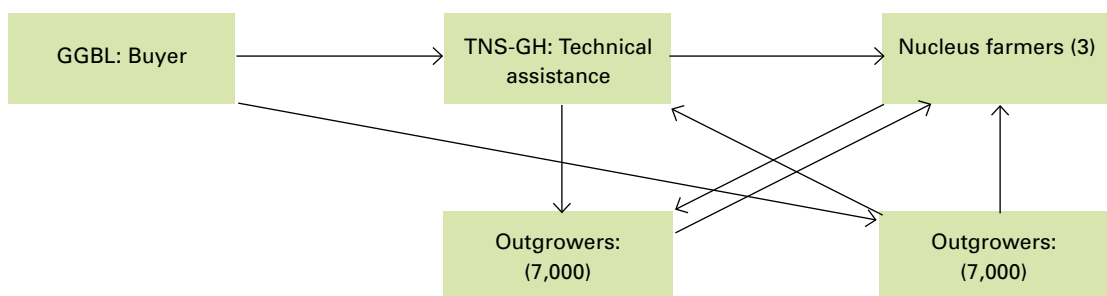 GGBL: Buyer
TNS-GH: Technical
assistance
Nucleus farmers (3)
Outgrowers:
(7,000)
Outgrowers:
(7,000)